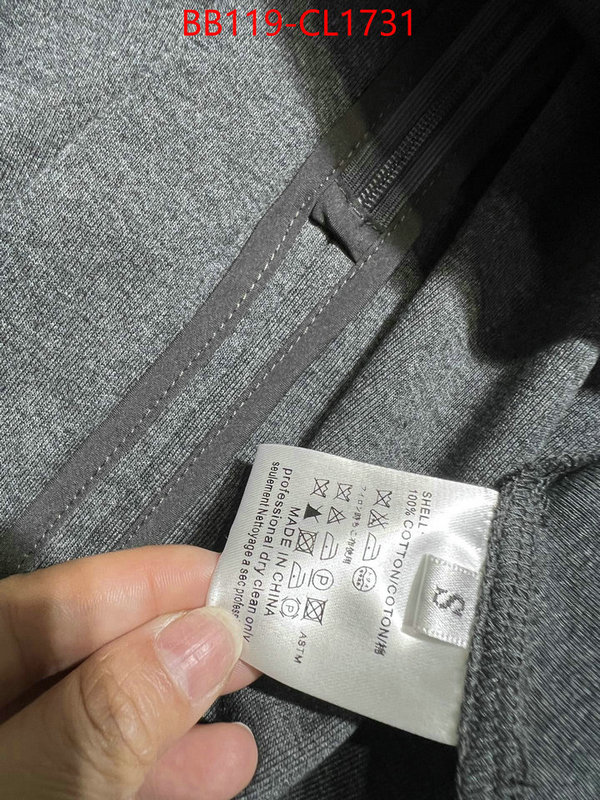 BB119-CL1731
SHELL:
100% COTTON/COTON/棉
S
ASTM
MADE IN CHINA
professional dry clean only
seulement Nettoyage a sec profess